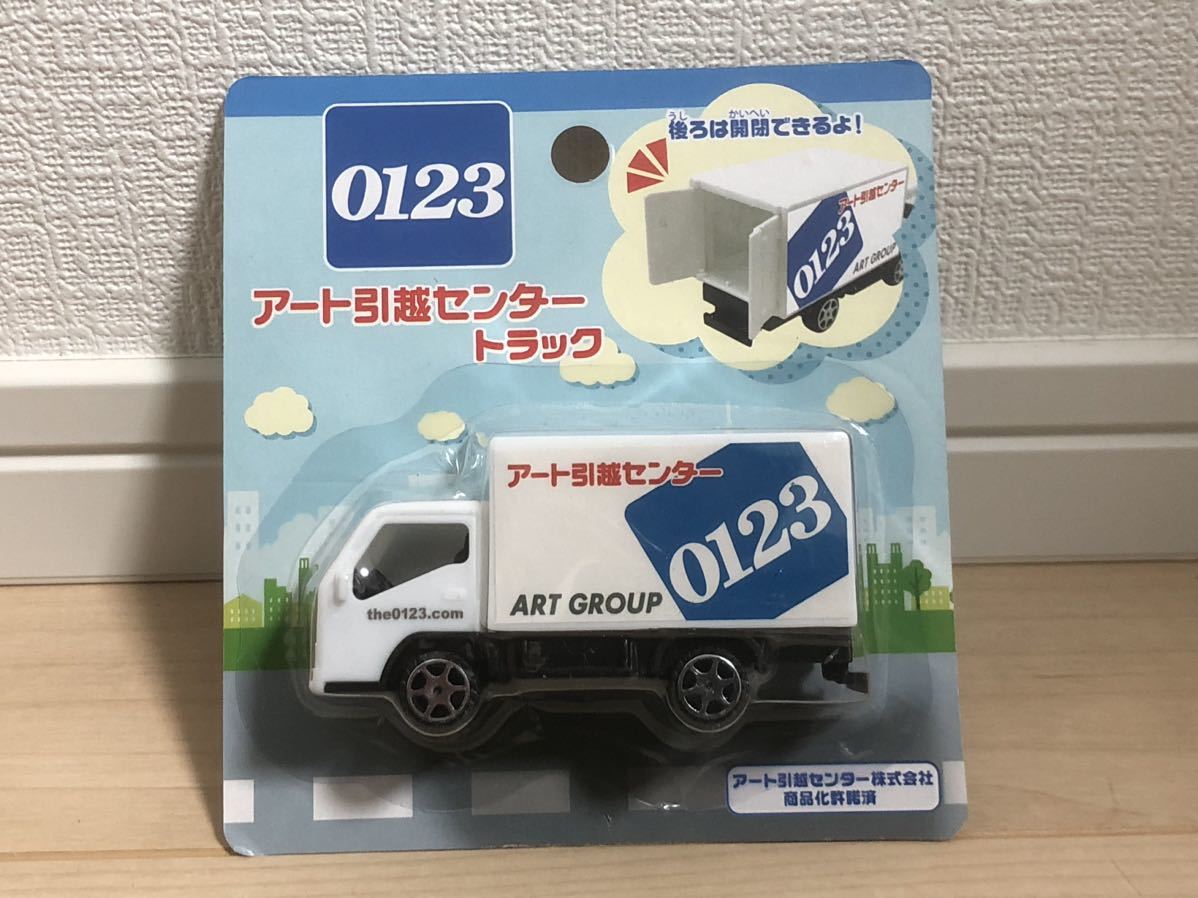 0123
うし かいへい
後ろは開閉できるよ!
アート引越センター
0123
ART GROUP
アート引越センター
トラック
アート引越センター
0123
ART GROUP
the0123.com
アート引越センター株式会社
商品化許諾済